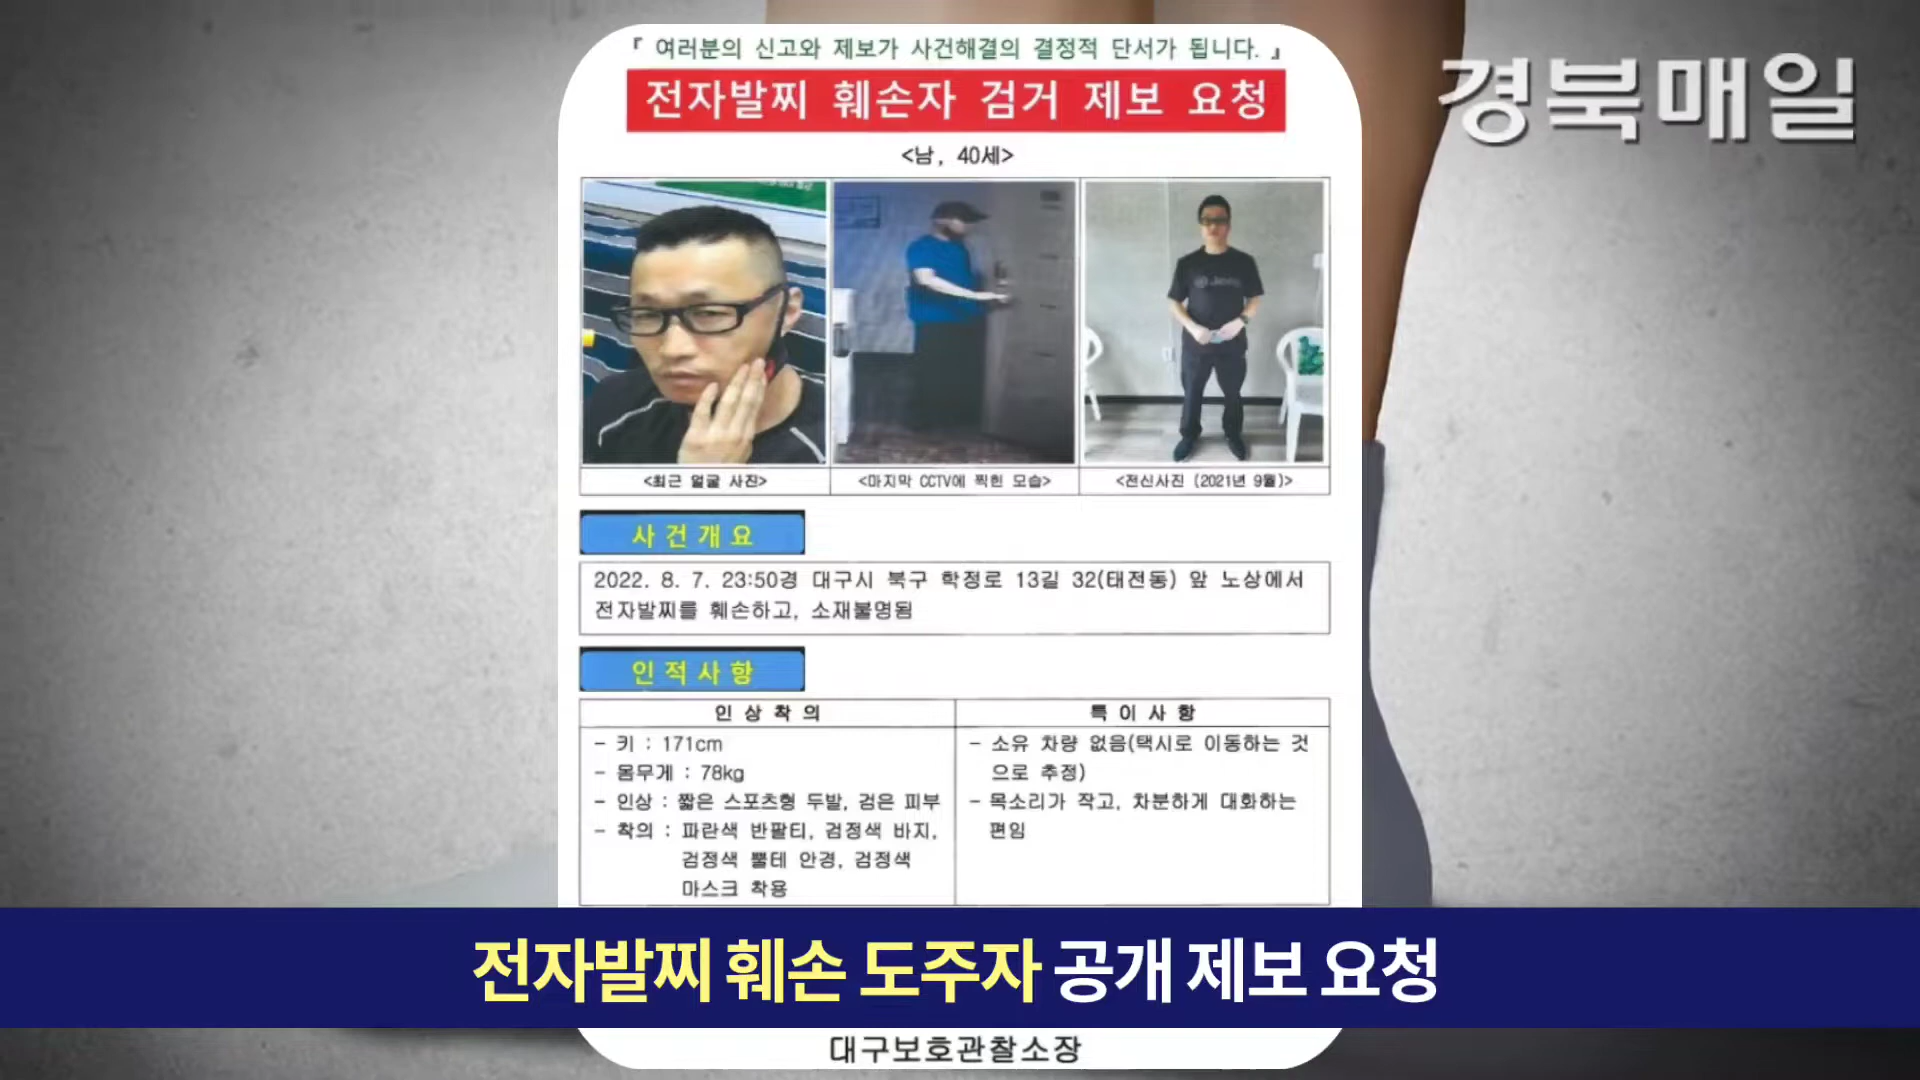 『 여러분의 신고와 제보가 사건해결의 결정적 단서가 됩니다. 』
전자발찌 훼손자 검거 제보 요청
<남, 40세>
경북매일
<최근 얼굴 사진>
<마지막 CCTV에 찍힌 모습>
<전신사진 (2021년 9월)>
사건개요
2022. 8. 7. 23:50경 대구시 북구 학정로 13길 32(태전동) 앞 노상에서
전자발찌를 훼손하고, 소재불명됨
인적사항
인 상 착 의
- 키 : 171cm
- 몸무게 : 78kg
- 인상 : 짧은 스포츠형 두발, 검은 피부
- 착의 : 파란색 반팔티, 검정색 바지,
검정색 뿔테 안경, 검정색
마스크 착용
특 이 사 항
- 소유 차량 없음(택시로 이동하는 것
으로 추정)
- 목소리가 작고, 차분하게 대화하는
편임
전자발찌 훼손 도주자 공개 제보 요청
대구보호관찰소장